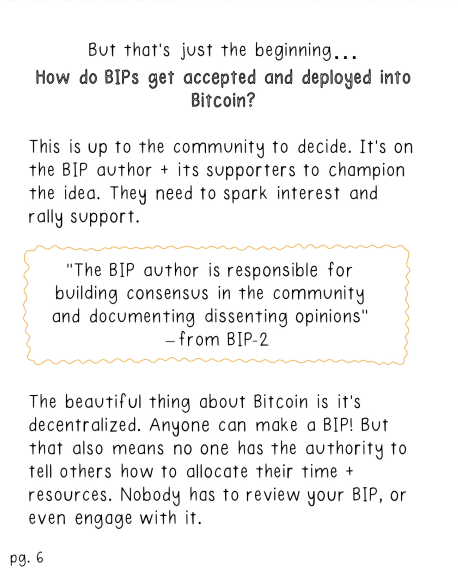 But that's just the beginning...
How do BIPs get accepted and deployed into
Bitcoin?
This is up to the community to decide. It's on
the BIP author + its supporters to champion
the idea. They need to spark interest and
rally support.
"The BIP author is responsible for
building consensus in the community
and documenting dissenting opinions"
– from BIP-2
The beautiful thing about Bitcoin is it's
decentralized. Anyone can make a BIP! But
that also means no one has the authority to
tell others how to allocate their time +
resources. Nobody has to review your BIP, or
even engage with it.
pg. 6